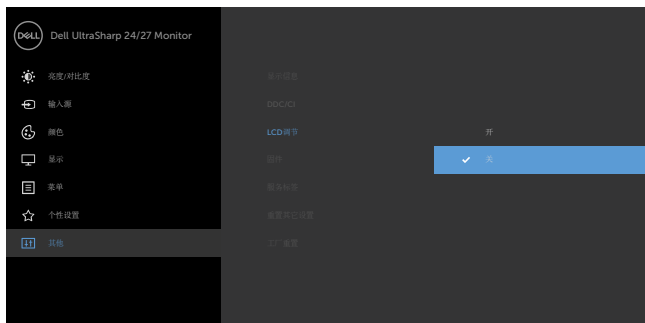 DELL
Dell UltraSharp 24/27 Monitor
亮度/对比度
输入源
颜色
显示
菜单
个性设置
其他
显示信息
DDC/CI
LCD调节
固件
服务标签
重置其它设置
工厂重置
开
关